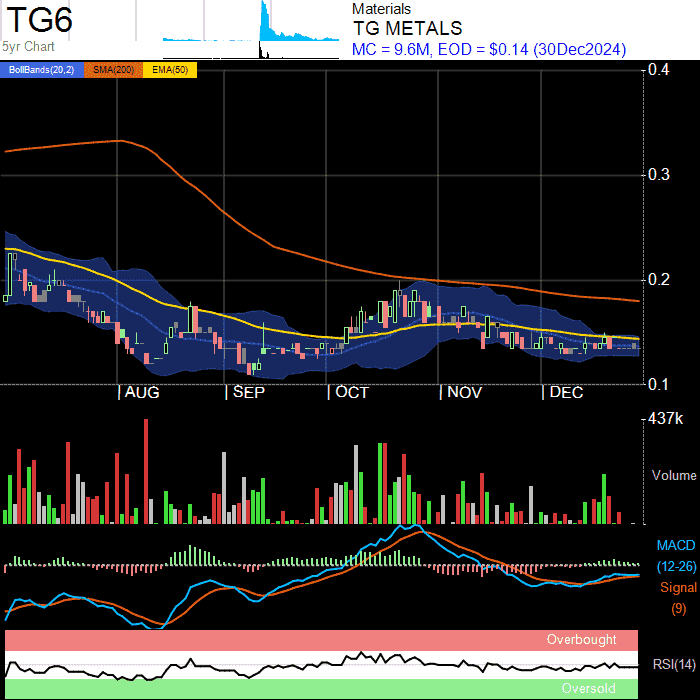 TG6
5yr Chart
Materials
TG METALS
MC = 9.6M, EOD = $0.14 (30Dec2024)
BollBands(20,2) SMA(200) EMA(50)
0.4
0.3
0.2
0.1
AUG SEP OCT NOV DEC
437k
Volume
MACD
(12-26)
Signal
(9)
Overbought
RSI(14)
Oversold